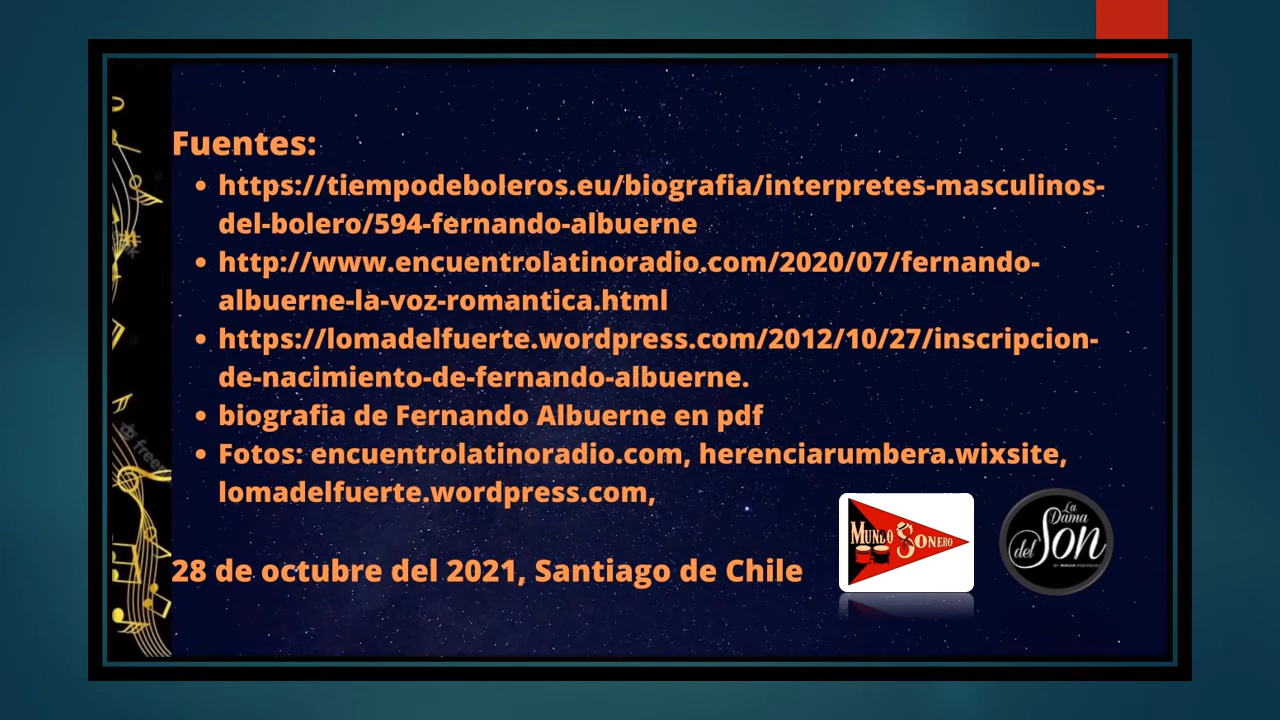 Fuentes:
• https://tiempodeboleros.eu/biografia/interpretes-masculinos-
del-bolero/594-fernando-albuerne
• http://www.encuentrolatinoradio.com/2020/07/fernando-
albuerne-la-voz-romantica.html
• https://lomadelfuerte.wordpress.com/2012/10/27/inscripcion-
de-nacimiento-de-fernando-albuerne.
• biografia de Fernando Albuerne en pdf
• Fotos: encuentrolatinoradio.com, herenciarumbera.wixsite,
lomadelfuerte.wordpress.com,
28 de octubre del 2021, Santiago de Chile
MUNDO SONERO
La
Dama
del Son